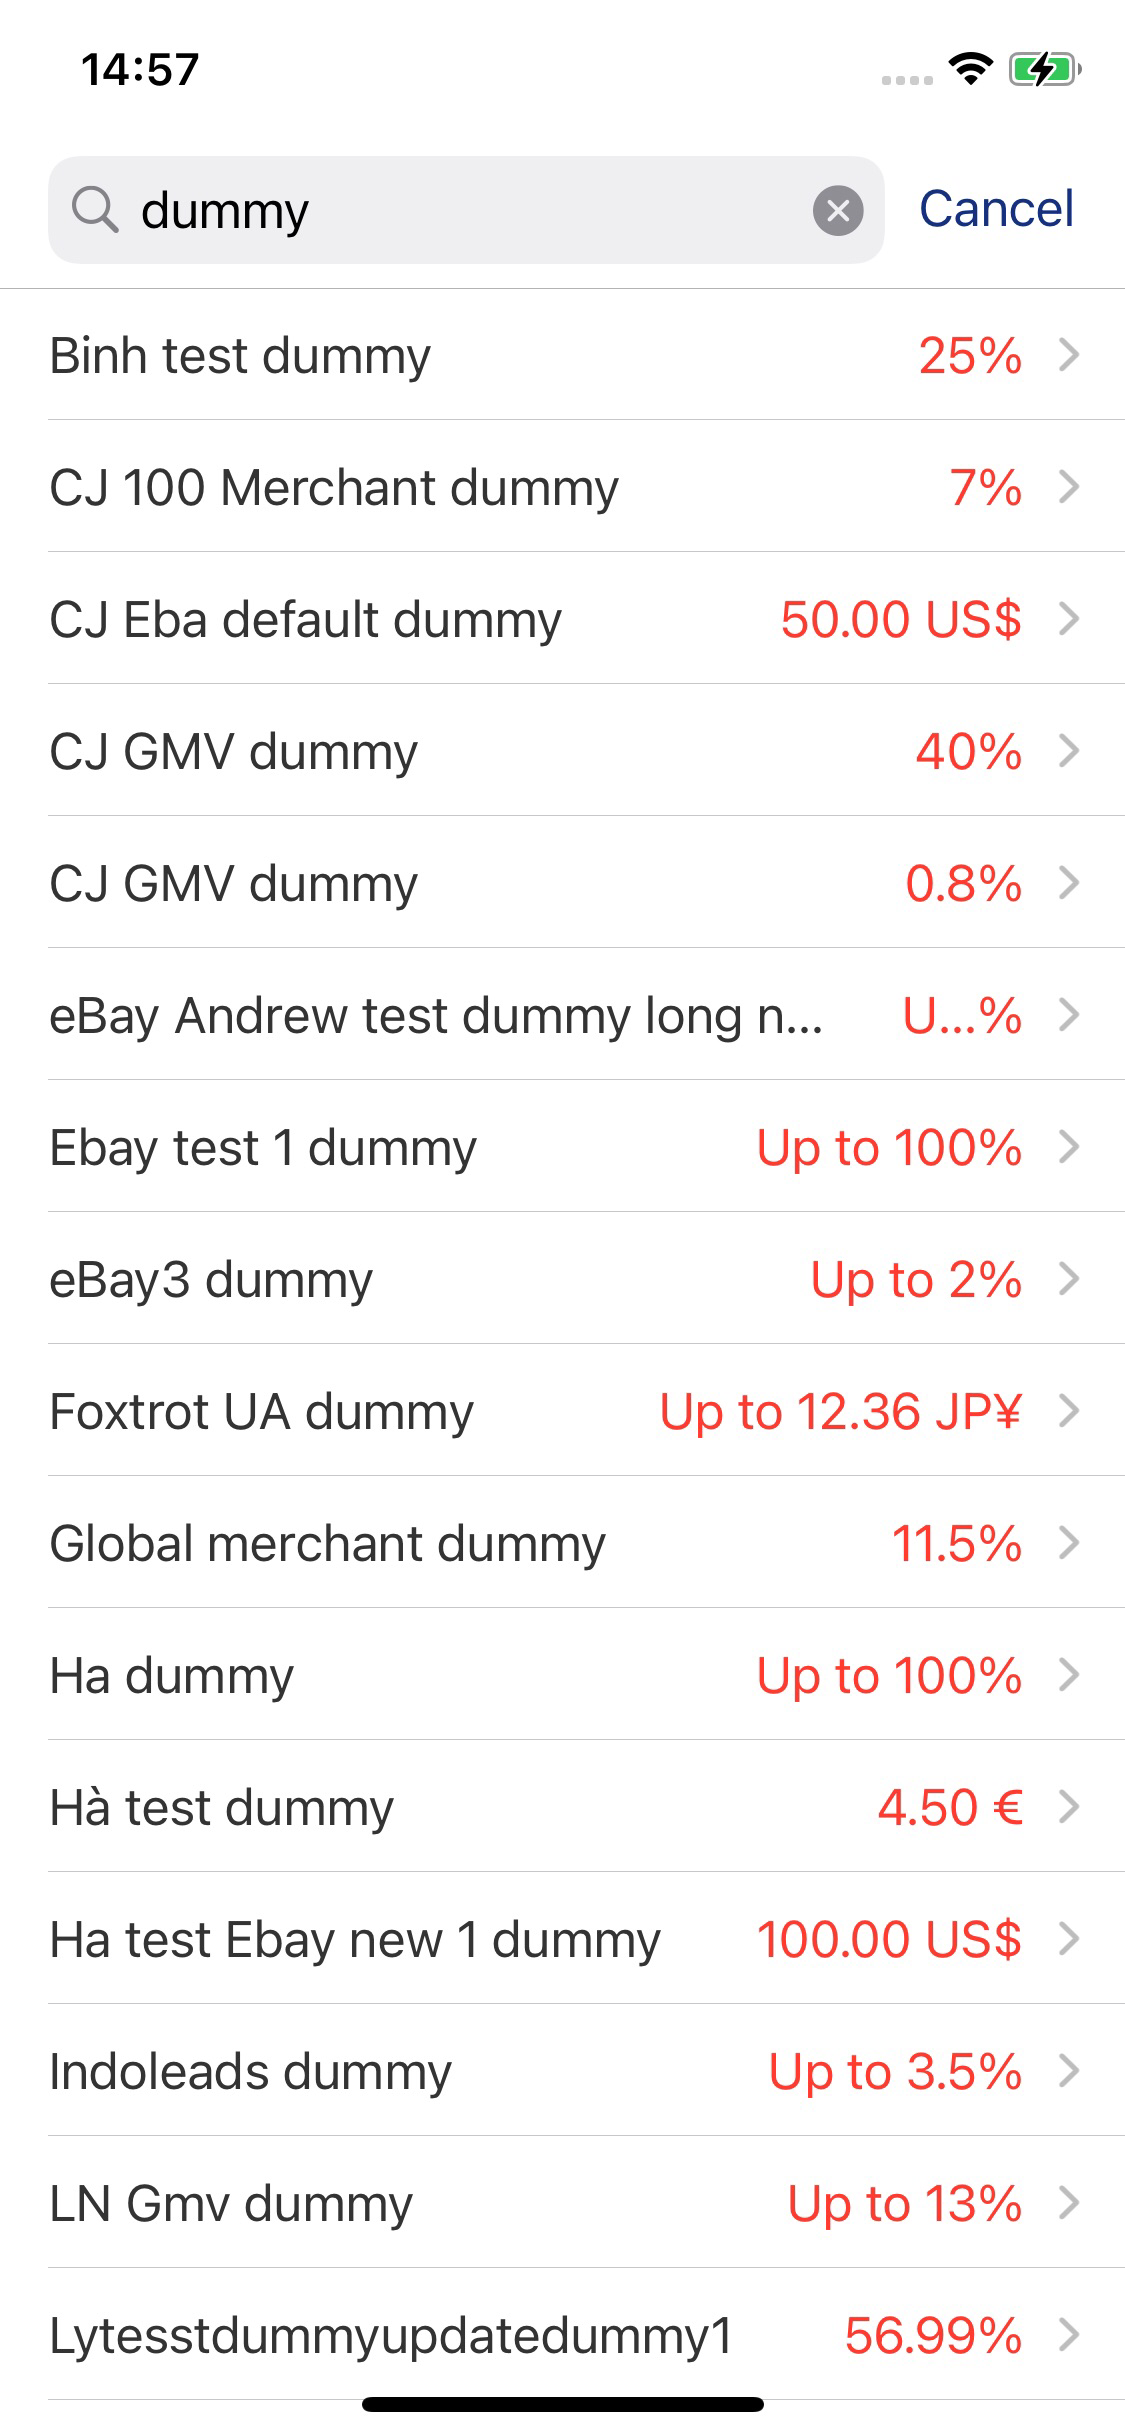 14:57
dummy Cancel
Binh test dummy 25%
CJ 100 Merchant dummy 7%
CJ Eba default dummy 50.00 US$
CJ GMV dummy 40%
CJ GMV dummy 0.8%
eBay Andrew test dummy long n... U...%
Ebay test 1 dummy Up to 100%
eBay3 dummy Up to 2%
Foxtrot UA dummy Up to 12.36 JP¥
Global merchant dummy 11.5%
Ha dummy Up to 100%
Hà test dummy 4.50 €
Ha test Ebay new 1 dummy 100.00 US$
Indoleads dummy Up to 3.5%
LN Gmv dummy Up to 13%
Lytesstdummyupdatedummy1 56.99%